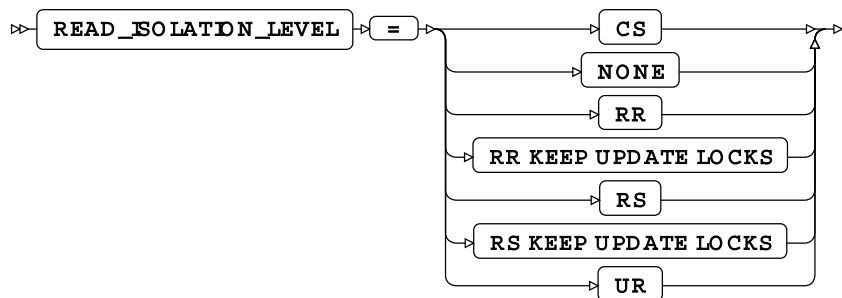 READ_ISOLATION_LEVEL = CS
NONE
RR
RR KEEP UPDATE LOCKS
RS
RS KEEP UPDATE LOCKS
UR